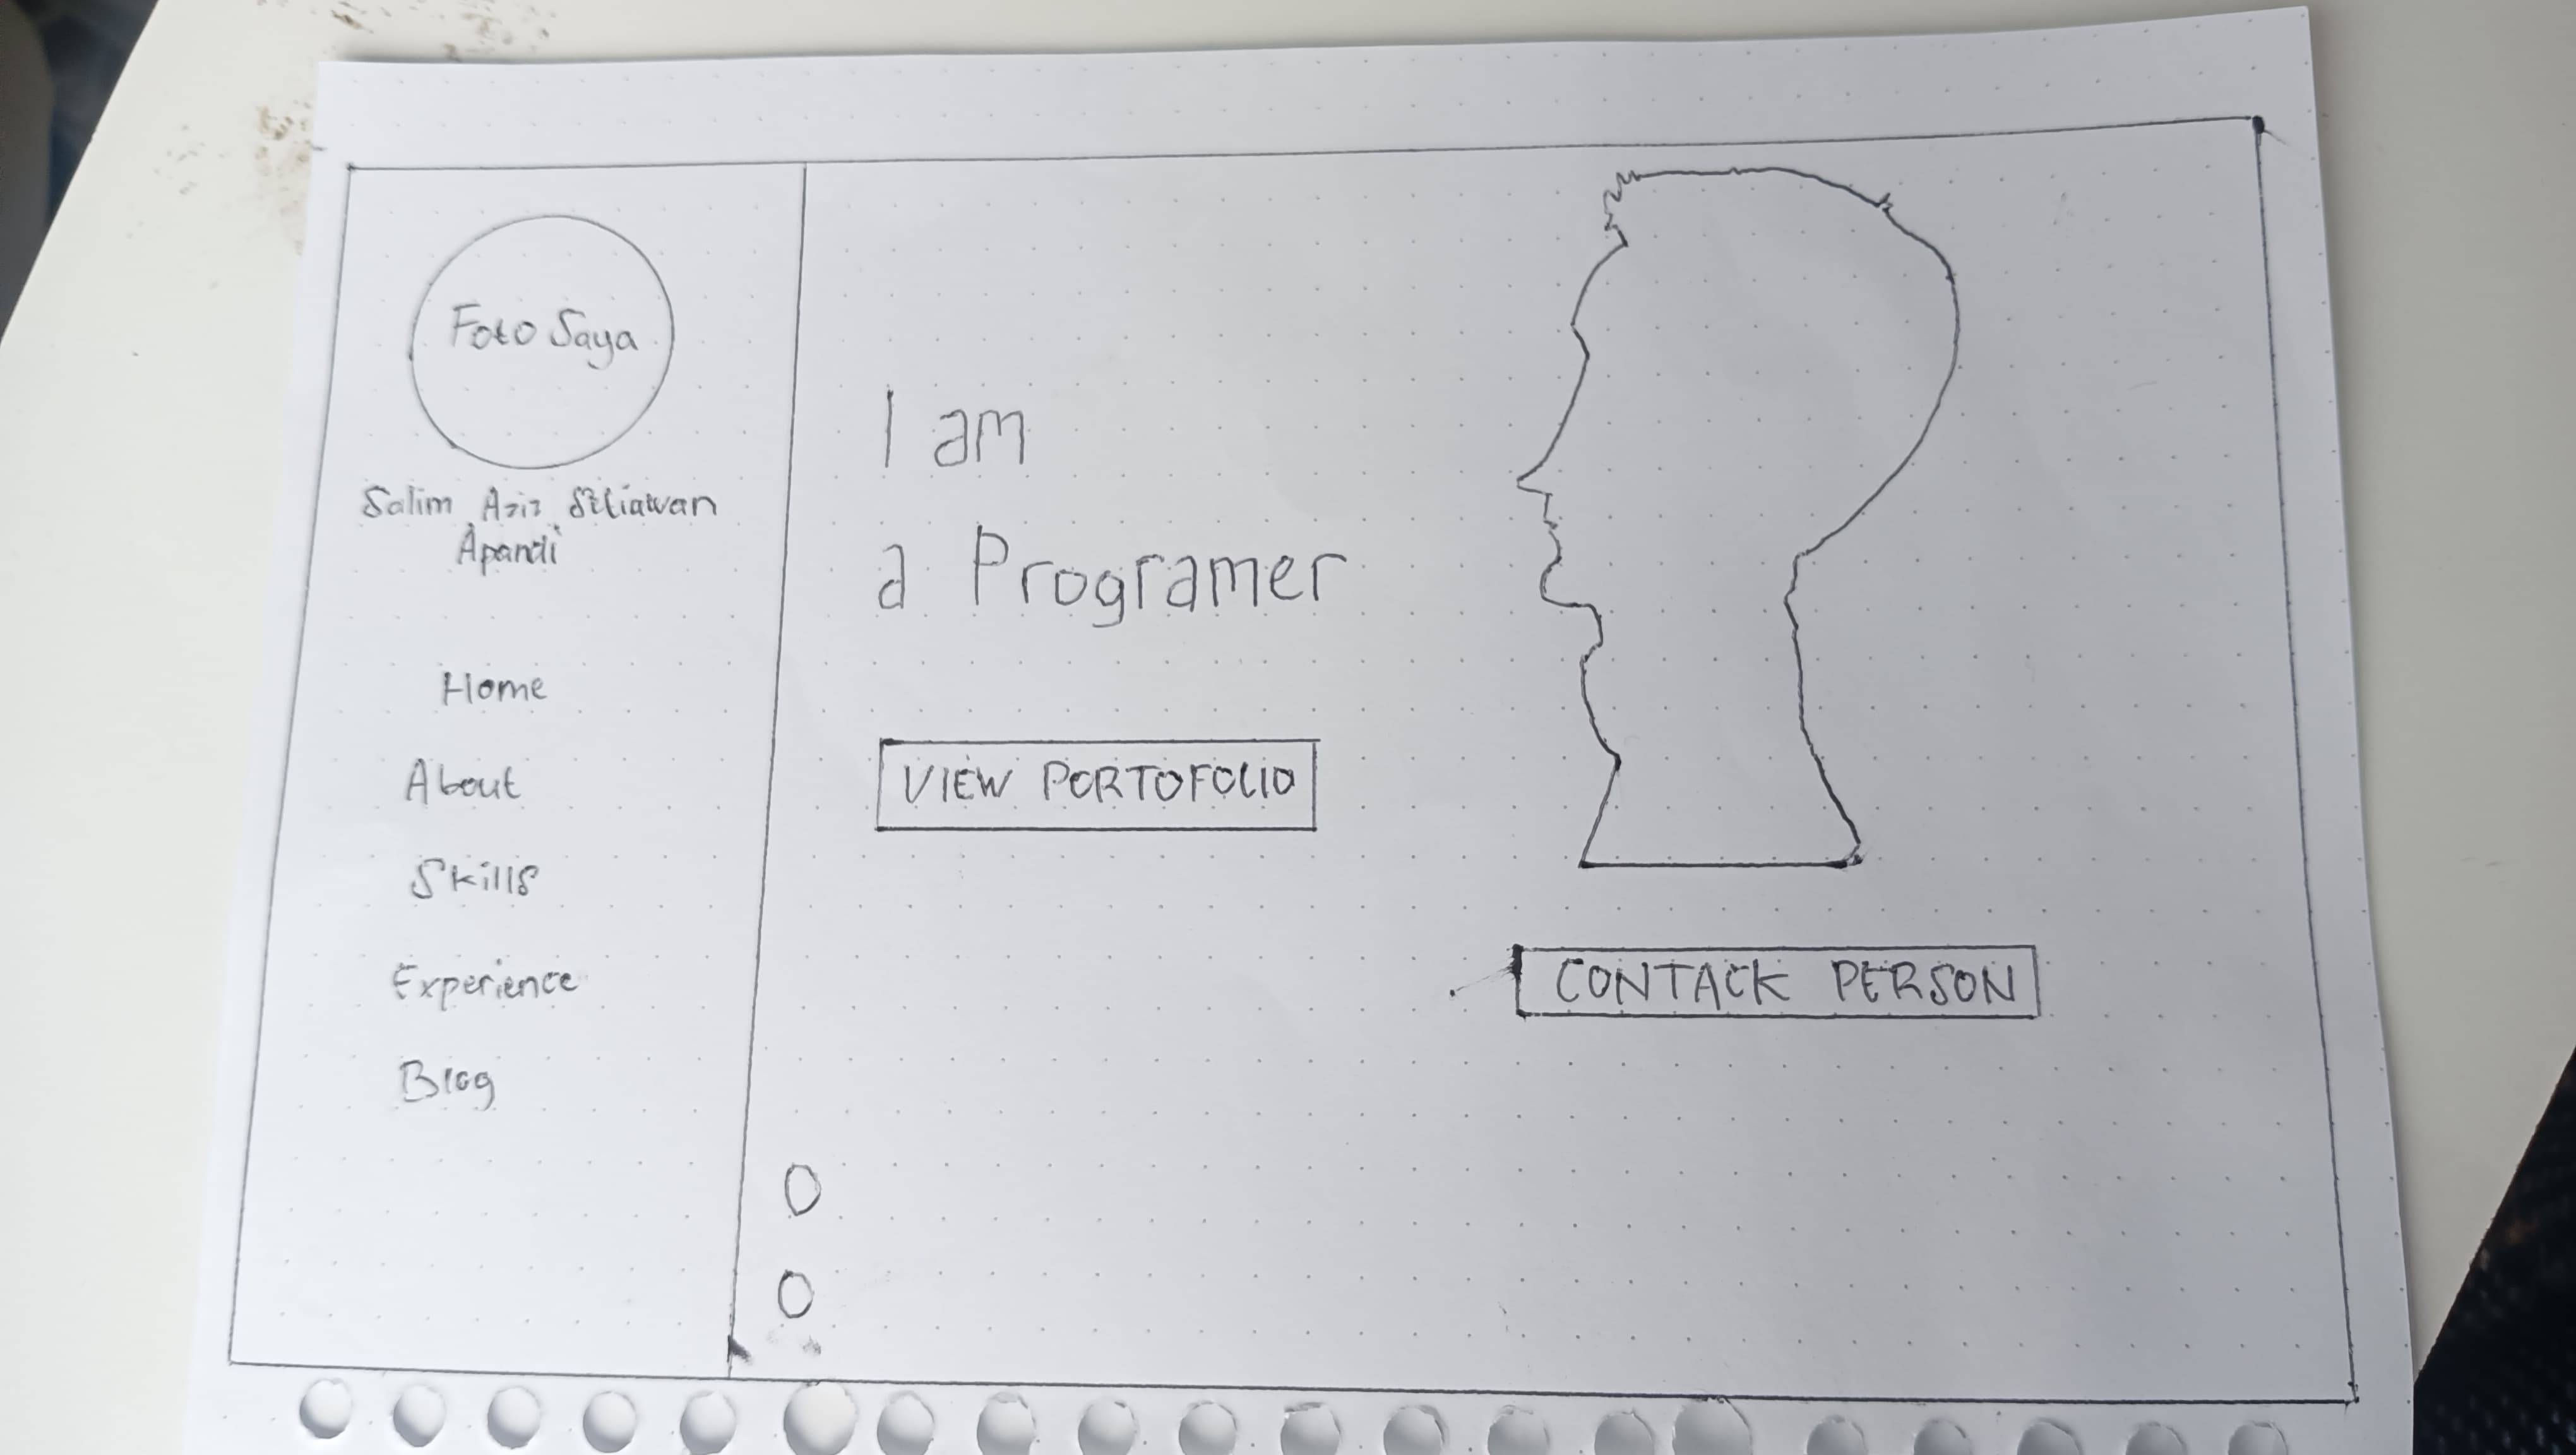 Foto Saya
Salim Aziz Setiawan
Apandi
Home
About
Skills
Experience
Blog
I am
a Programer
VIEW PORTOFOLIO
CONTACK PERSON